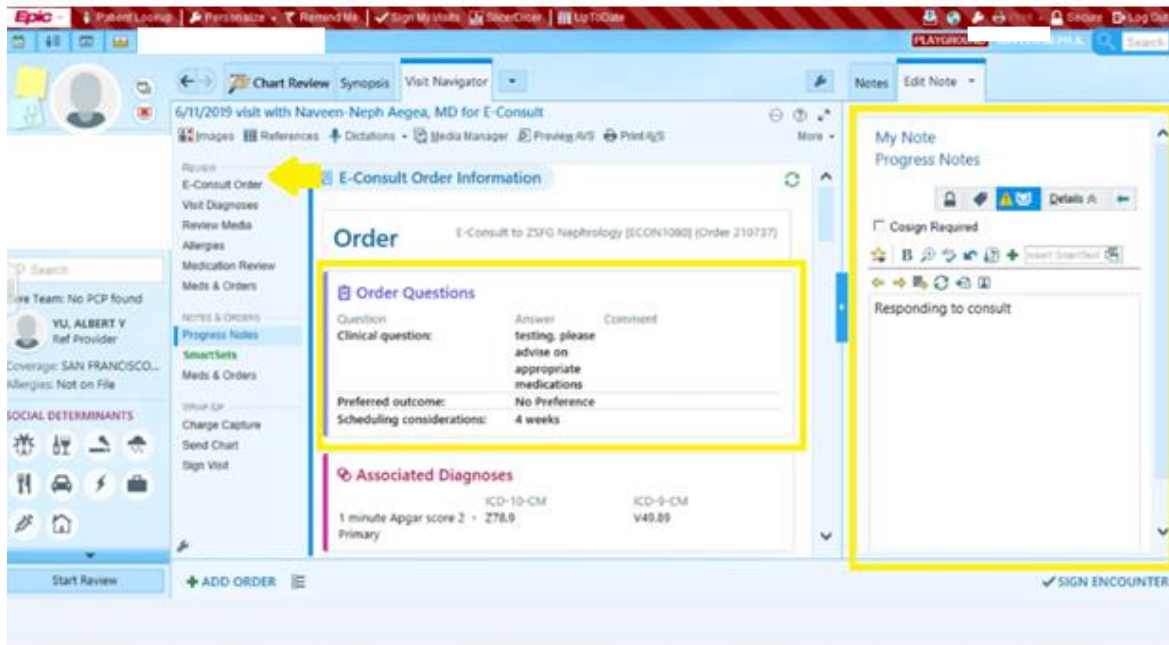 Epic
Patient Lookup
Personalize
Remind Me
Sign My Visits
SlicerDicer
UpToDate
Print
Secure
Log Out
PLAYGROUND
Search
Chart Review
Synopsis
Visit Navigator
Notes
Edit Note
6/11/2019 visit with Naveen-Neph Aegea, MD for E-Consult
Images
References
Dictations
Media Manager
Preview AVS
Print AVS
More
REVIEW
E-Consult Order
Visit Diagnoses
Review Media
Allergies
Medication Review
Meds & Orders
NOTES & ORDERS
Progress Notes
SmartSets
Meds & Orders
WRAP-UP
Charge Capture
Send Chart
Sign Visit
Search
Care Team: No PCP found
YU, ALBERT Y
Ref Provider
Coverage: SAN FRANCISCO...
Allergies: Not on File
SOCIAL DETERMINANTS
Start Review
E-Consult Order Information
Order
E-Consult to ZSFG Nephrology [ECON1080] (Order 210737)
Order Questions
Question Answer Comment
Clinical question: testing, please
advise on
appropriate
medications
Preferred outcome: No Preference
Scheduling considerations: 4 weeks
Associated Diagnoses
ICD-10-CM ICD-9-CM
1 minute Apgar score 2 - Z78.9 V49.89
Primary
+ ADD ORDER
My Note
Progress Notes
Details
Cosign Required
B
Insert SmartText
Responding to consult
SIGN ENCOUNTER